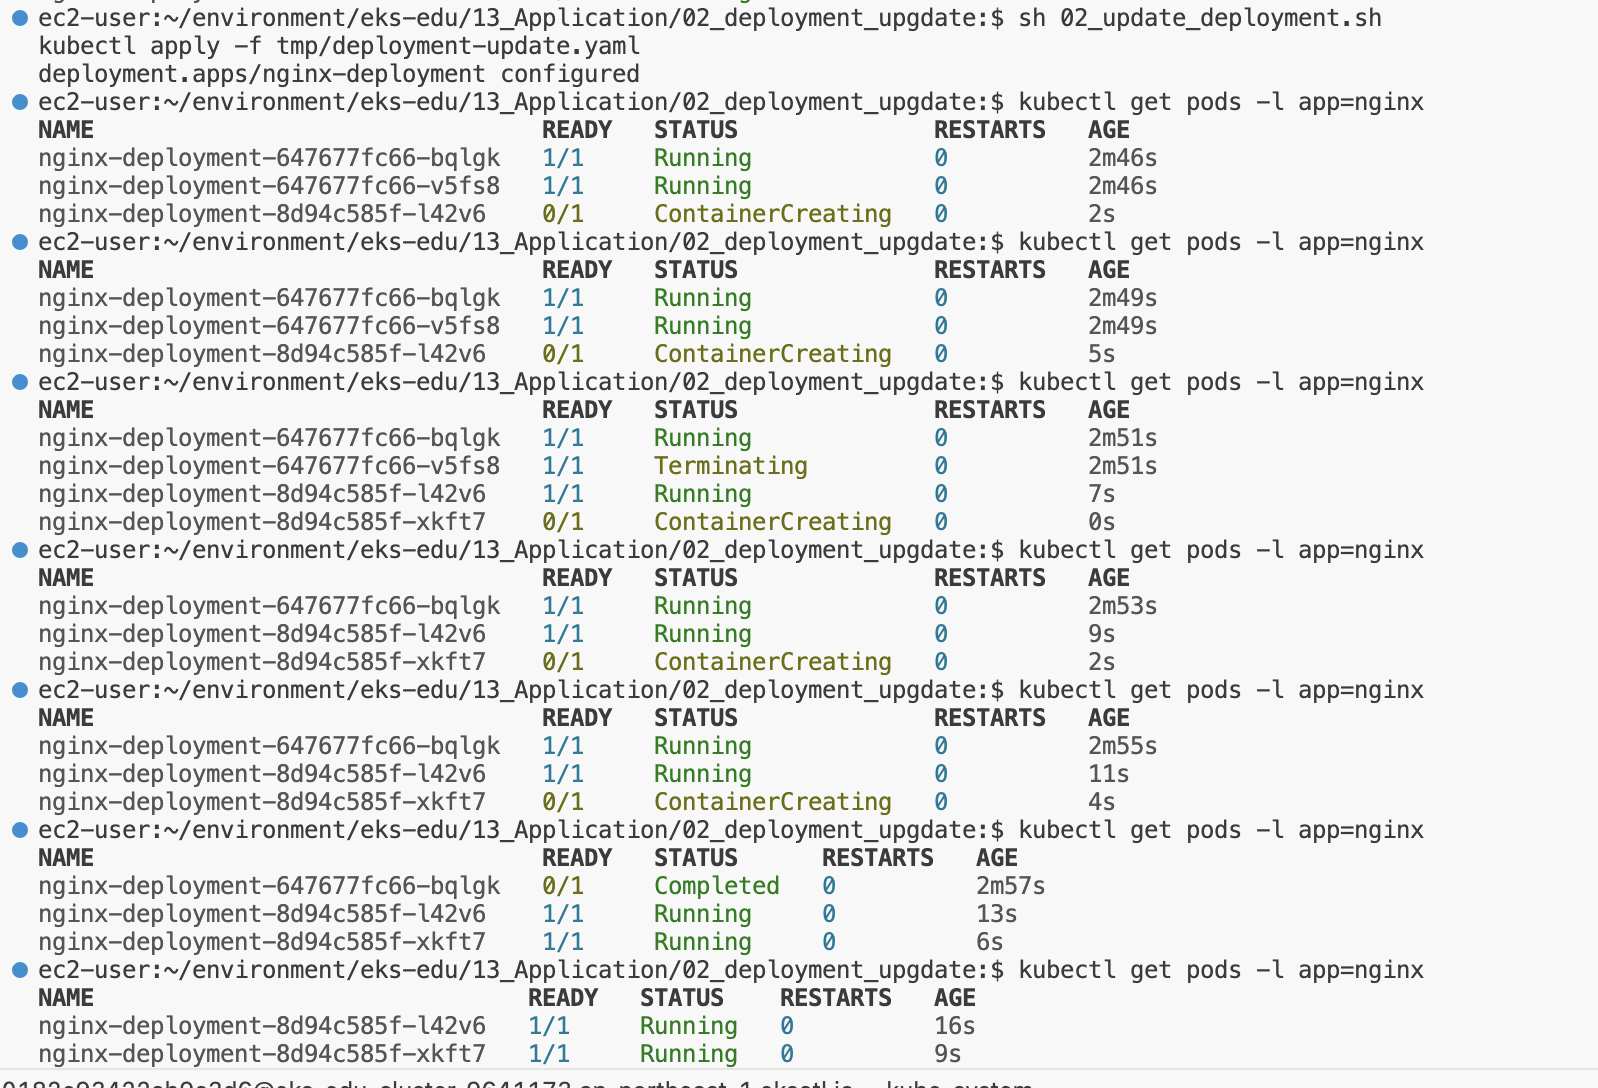 ec2-user:~/environment/eks-edu/13_Application/02_deployment_upgdate:$ sh 02_update_deployment.sh
kubectl apply -f tmp/deployment-update.yaml
deployment.apps/nginx-deployment configured
ec2-user:~/environment/eks-edu/13_Application/02_deployment_upgdate:$ kubectl get pods -l app=nginx
NAME READY STATUS RESTARTS AGE
nginx-deployment-647677fc66-bqlgk 1/1 Running 0 2m46s
nginx-deployment-647677fc66-v5fs8 1/1 Running 0 2m46s
nginx-deployment-8d94c585f-l42v6 0/1 ContainerCreating 0 2s
ec2-user:~/environment/eks-edu/13_Application/02_deployment_upgdate:$ kubectl get pods -l app=nginx
NAME READY STATUS RESTARTS AGE
nginx-deployment-647677fc66-bqlgk 1/1 Running 0 2m49s
nginx-deployment-647677fc66-v5fs8 1/1 Running 0 2m49s
nginx-deployment-8d94c585f-l42v6 0/1 ContainerCreating 0 5s
ec2-user:~/environment/eks-edu/13_Application/02_deployment_upgdate:$ kubectl get pods -l app=nginx
NAME READY STATUS RESTARTS AGE
nginx-deployment-647677fc66-bqlgk 1/1 Running 0 2m51s
nginx-deployment-647677fc66-v5fs8 1/1 Terminating 0 2m51s
nginx-deployment-8d94c585f-l42v6 1/1 Running 0 7s
nginx-deployment-8d94c585f-xkft7 0/1 ContainerCreating 0 0s
ec2-user:~/environment/eks-edu/13_Application/02_deployment_upgdate:$ kubectl get pods -l app=nginx
NAME READY STATUS RESTARTS AGE
nginx-deployment-647677fc66-bqlgk 1/1 Running 0 2m53s
nginx-deployment-8d94c585f-l42v6 1/1 Running 0 9s
nginx-deployment-8d94c585f-xkft7 0/1 ContainerCreating 0 2s
ec2-user:~/environment/eks-edu/13_Application/02_deployment_upgdate:$ kubectl get pods -l app=nginx
NAME READY STATUS RESTARTS AGE
nginx-deployment-647677fc66-bqlgk 1/1 Running 0 2m55s
nginx-deployment-8d94c585f-l42v6 1/1 Running 0 11s
nginx-deployment-8d94c585f-xkft7 0/1 ContainerCreating 0 4s
ec2-user:~/environment/eks-edu/13_Application/02_deployment_upgdate:$ kubectl get pods -l app=nginx
NAME READY STATUS RESTARTS AGE
nginx-deployment-647677fc66-bqlgk 0/1 Completed 0 2m57s
nginx-deployment-8d94c585f-l42v6 1/1 Running 0 13s
nginx-deployment-8d94c585f-xkft7 1/1 Running 0 6s
ec2-user:~/environment/eks-edu/13_Application/02_deployment_upgdate:$ kubectl get pods -l app=nginx
NAME READY STATUS RESTARTS AGE
nginx-deployment-8d94c585f-l42v6 1/1 Running 0 16s
nginx-deployment-8d94c585f-xkft7 1/1 Running 0 9s